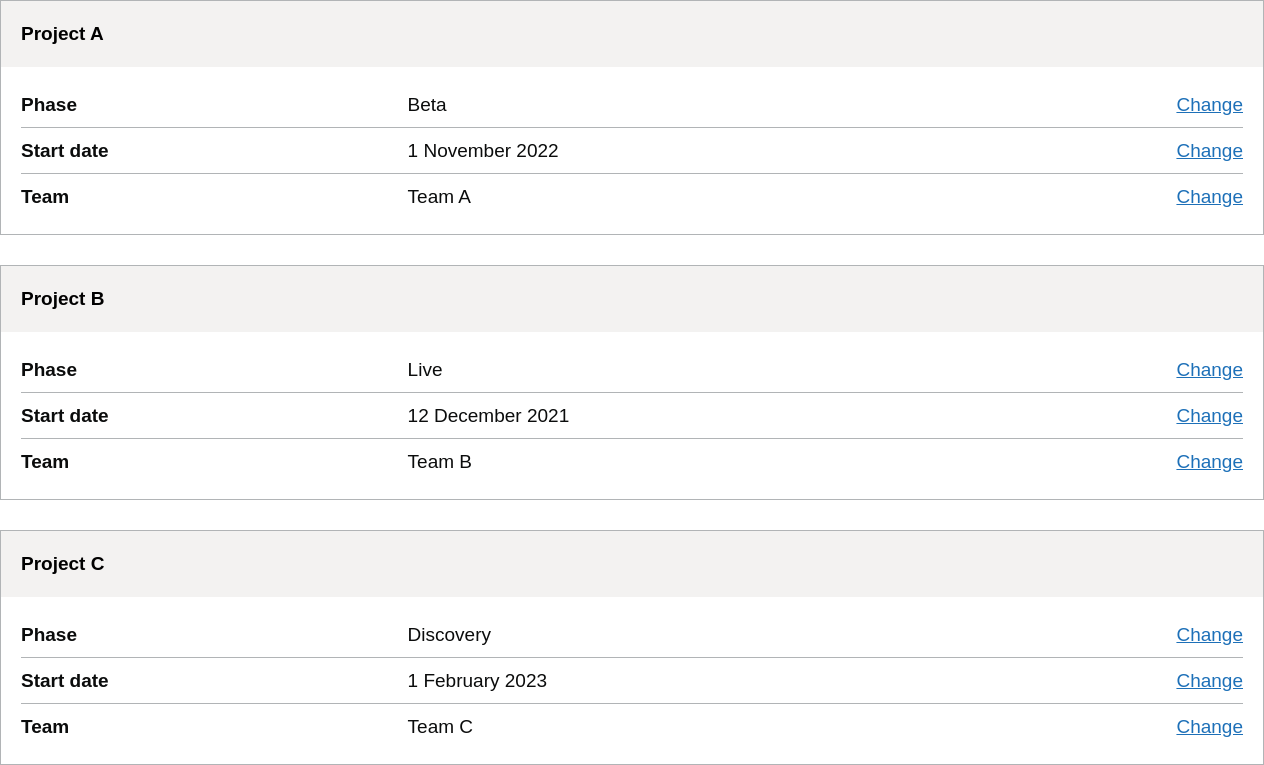 Project A
Phase Beta Change
Start date 1 November 2022 Change
Team Team A Change
Project B
Phase Live Change
Start date 12 December 2021 Change
Team Team B Change
Project C
Phase Discovery Change
Start date 1 February 2023 Change
Team Team C Change